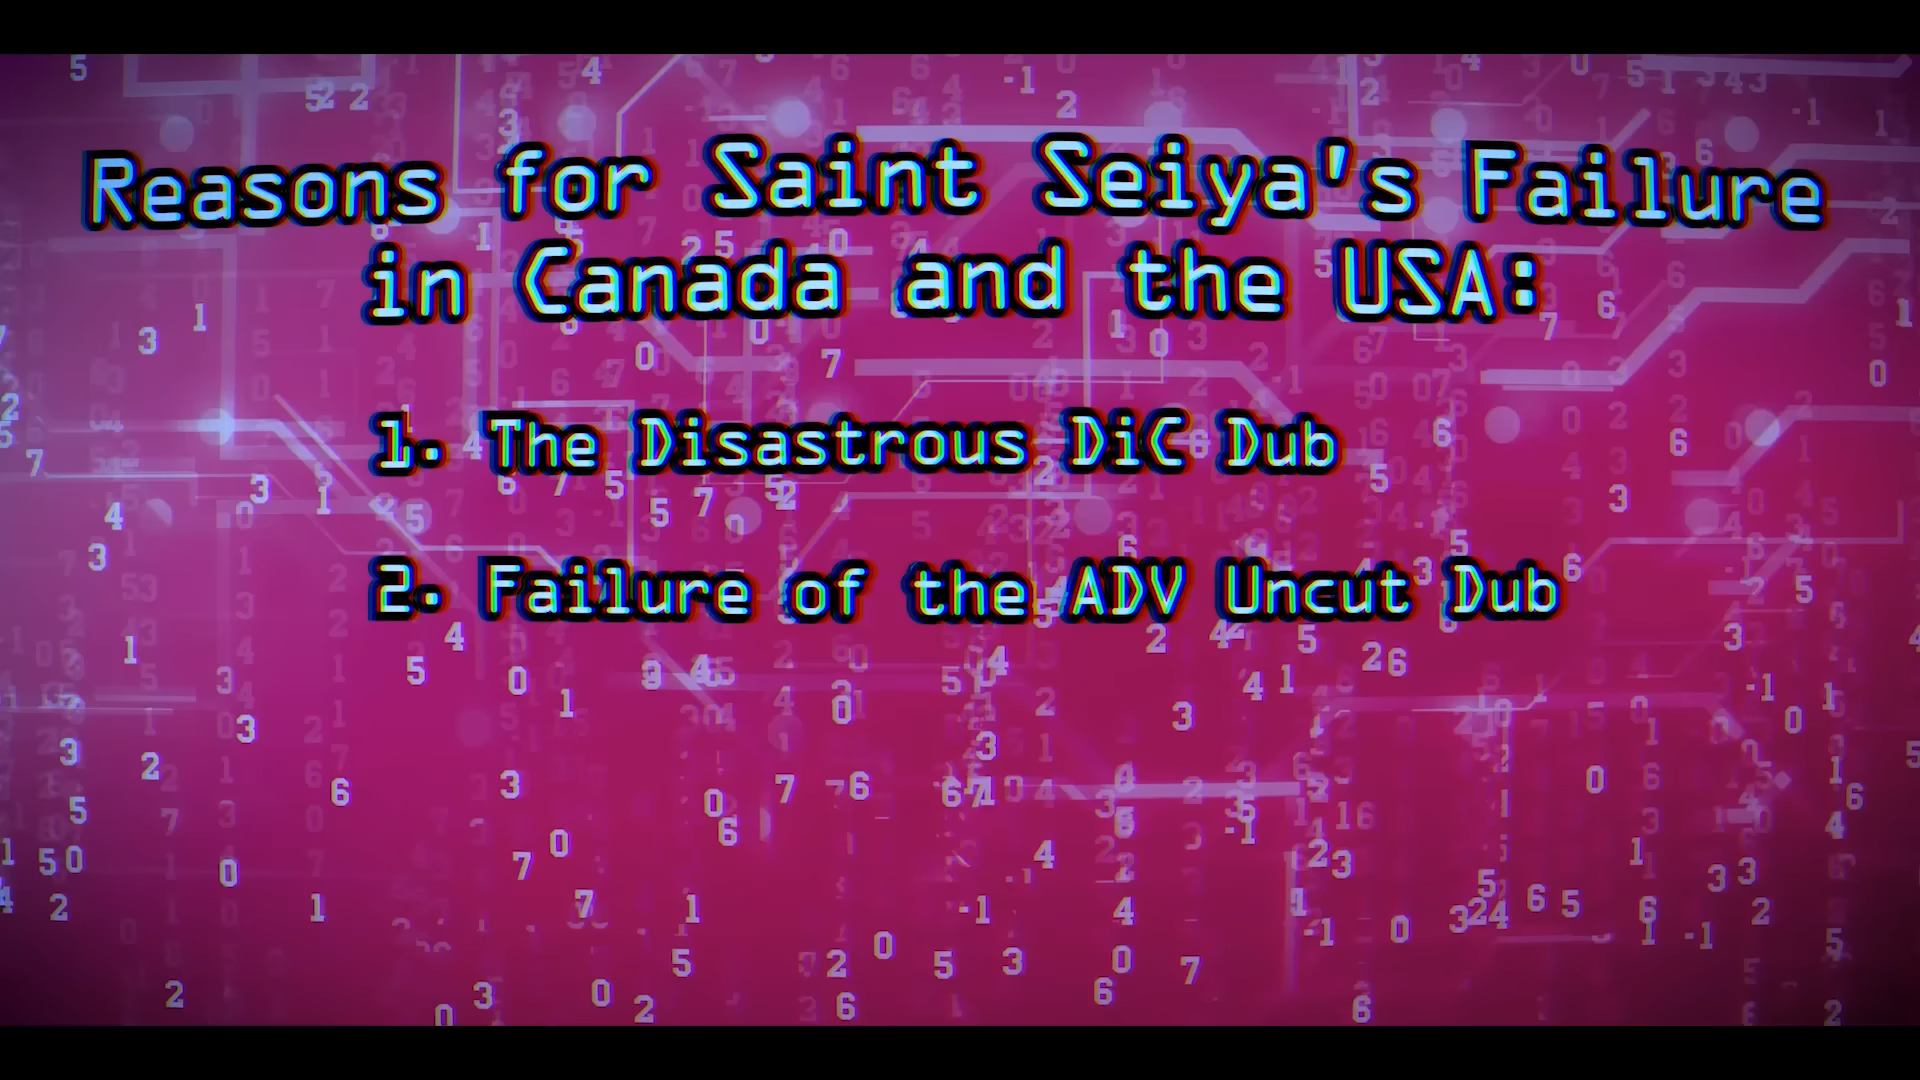 Reasons for Saint Seiya's Failure
in Canada and the USA:
1. The Disastrous DiC Dub
2. Failure of the ADV Uncut Dub